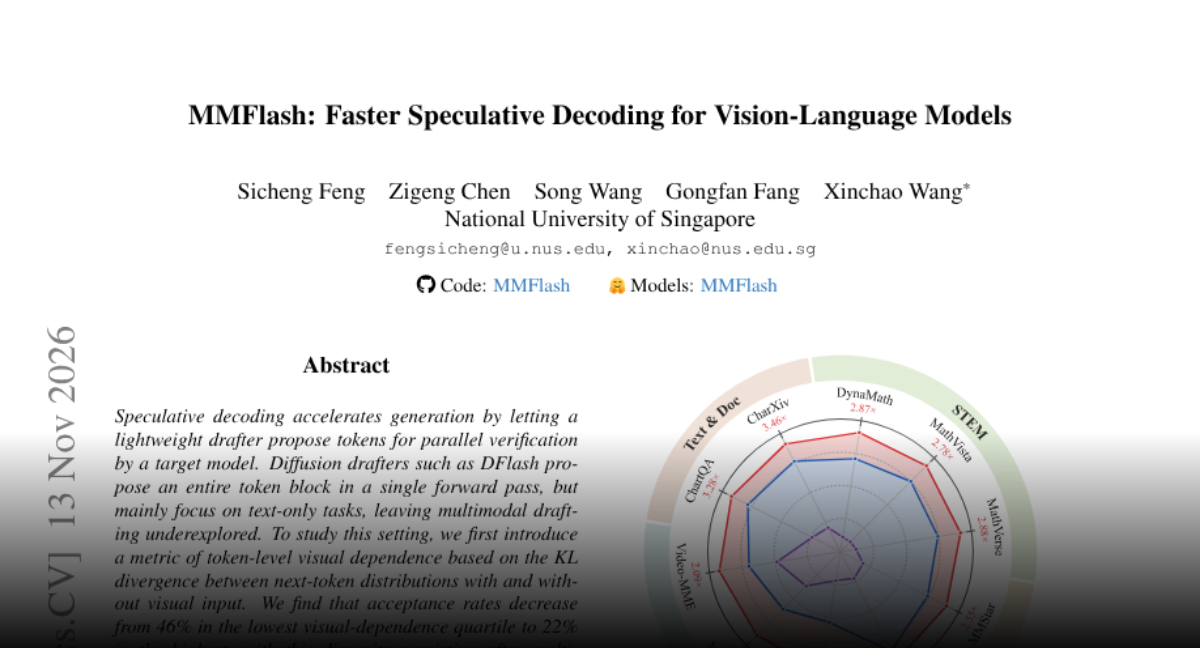 MMFlash: Faster Speculative Decoding for Vision-Language Models
Sicheng Feng Zigeng Chen Song Wang Gongfan Fang Xinchao Wang*
National University of Singapore
fengsicheng@u.nus.edu, xinchao@nus.edu.sg
Code: MMFlash Models: MMFlash
s.CV] 13 Nov 2026
Abstract
Speculative decoding accelerates generation by letting a
lightweight drafter propose tokens for parallel verification
by a target model. Diffusion drafters such as DFlash pro-
pose an entire token block in a single forward pass, but
mainly focus on text-only tasks, leaving multimodal draft-
ing underexplored. To study this setting, we first introduce
a metric of token-level visual dependence based on the KL
divergence between next-token distributions with and with-
out visual input. We find that acceptance rates decrease
from 46% in the lowest visual-dependence quartile to 22%
Text & Doc
STEM
CharXiv
3.46×
DynaMath
2.87×
MathVista
2.78×
MathVerse
2.88×
MMStar
ChartQA
3.28×
Video-MME
2.09×